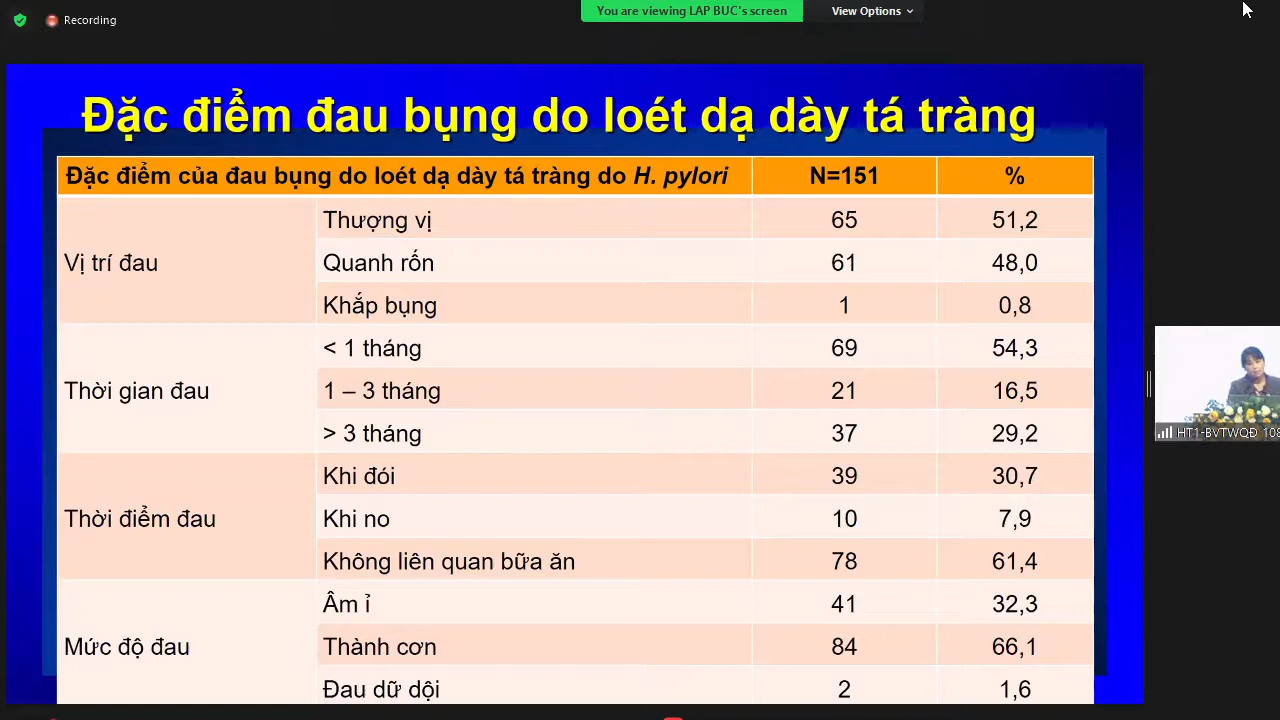 Recording
You are viewing LAP BUC's screen
View Options
Đặc điểm đau bụng do loét dạ dày tá tràng
Đặc điểm của đau bụng do loét dạ dày tá tràng do H. pylori N=151 %
Vị trí đau
Thượng vị 65 51,2
Quanh rốn 61 48,0
Khắp bụng 1 0,8
Thời gian đau
< 1 tháng 69 54,3
1 – 3 tháng 21 16,5
> 3 tháng 37 29,2
Thời điểm đau
Khi đói 39 30,7
Khi no 10 7,9
Không liên quan bữa ăn 78 61,4
Mức độ đau
Âm ỉ 41 32,3
Thành cơn 84 66,1
Đau dữ dội 2 1,6
HT1-BVTWQĐ 108